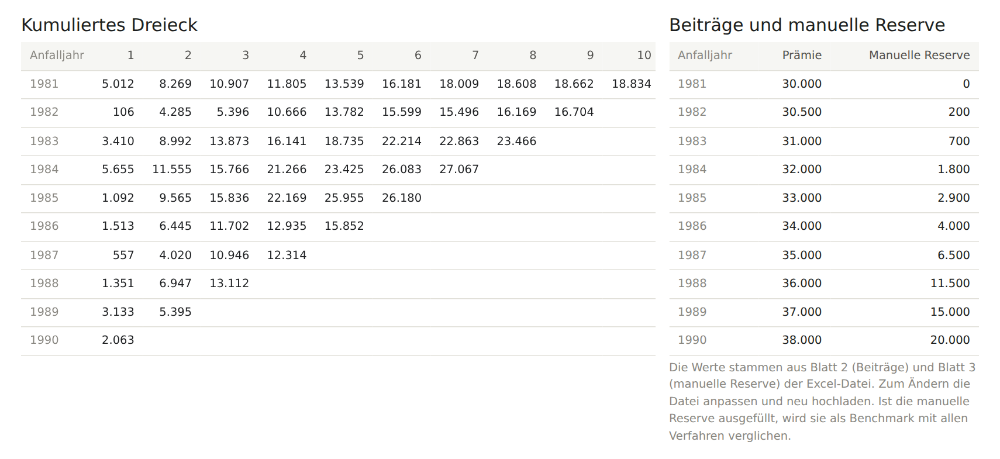 Kumuliertes Dreieck
Anfalljahr 1 2 3 4 5 6 7 8 9 10
1981 5.012 8.269 10.907 11.805 13.539 16.181 18.009 18.608 18.662 18.834
1982 106 4.285 5.396 10.666 13.782 15.599 15.496 16.169 16.704
1983 3.410 8.992 13.873 16.141 18.735 22.214 22.863 23.466
1984 5.655 11.555 15.766 21.266 23.425 26.083 27.067
1985 1.092 9.565 15.836 22.169 25.955 26.180
1986 1.513 6.445 11.702 12.935 15.852
1987 557 4.020 10.946 12.314
1988 1.351 6.947 13.112
1989 3.133 5.395
1990 2.063
Beiträge und manuelle Reserve
Anfalljahr Prämie Manuelle Reserve
1981 30.000 0
1982 30.500 200
1983 31.000 700
1984 32.000 1.800
1985 33.000 2.900
1986 34.000 4.000
1987 35.000 6.500
1988 36.000 11.500
1989 37.000 15.000
1990 38.000 20.000
Die Werte stammen aus Blatt 2 (Beiträge) und Blatt 3
(manuelle Reserve) der Excel-Datei. Zum Ändern die
Datei anpassen und neu hochladen. Ist die manuelle
Reserve ausgefüllt, wird sie als Benchmark mit allen
Verfahren verglichen.